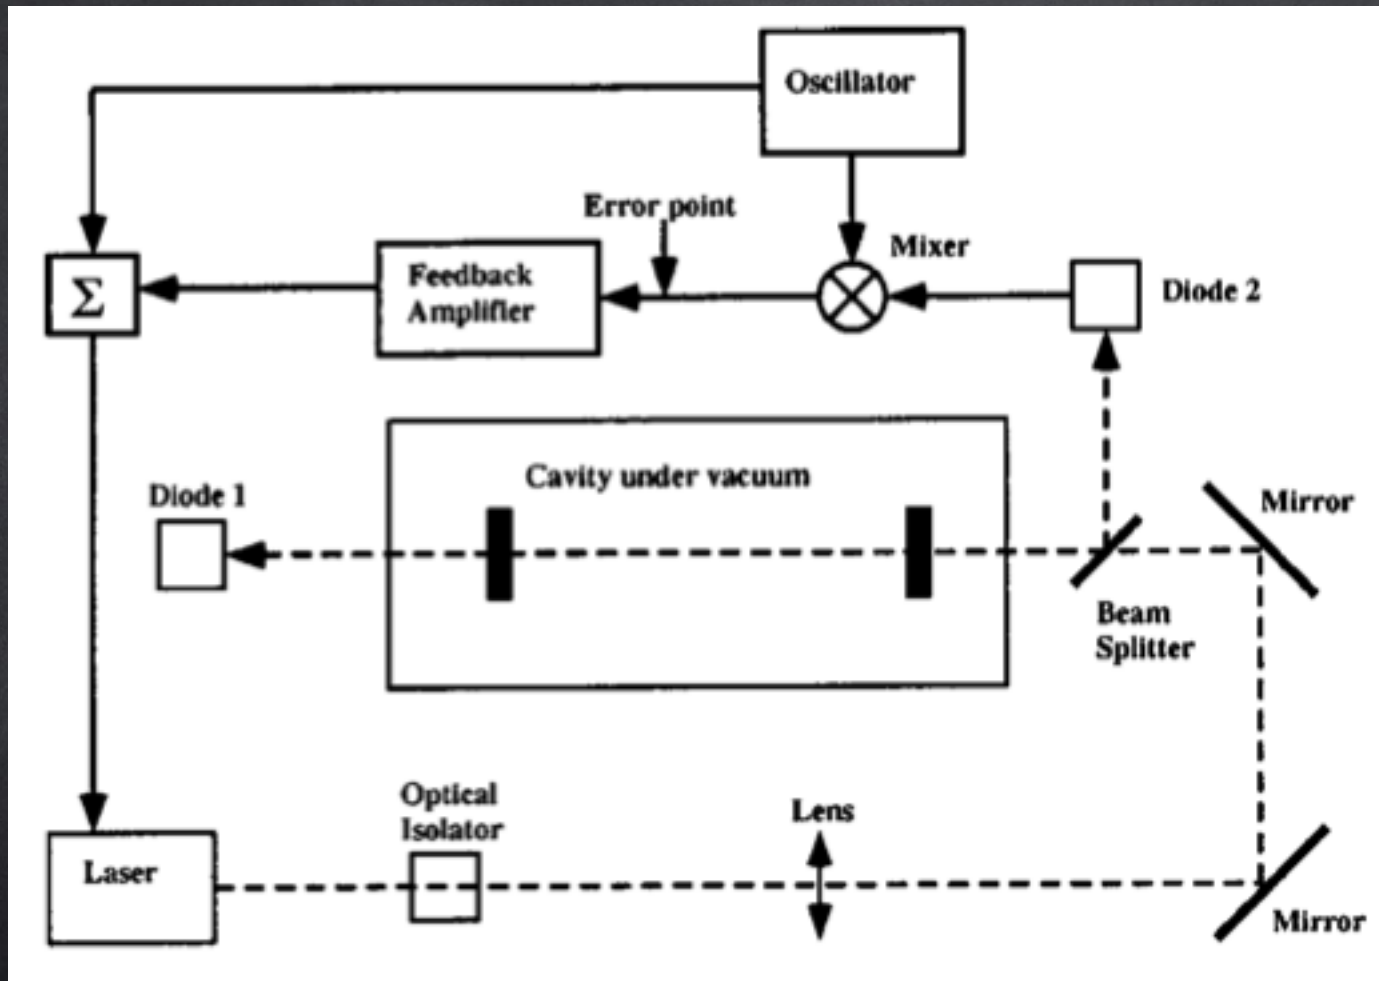 Oscillator
Error point
Mixer
Feedback
Amplifier
Σ
Diode 2
Cavity under vacuum
Diode 1
Mirror
Beam
Splitter
Optical
Isolator
Lens
Laser
Mirror